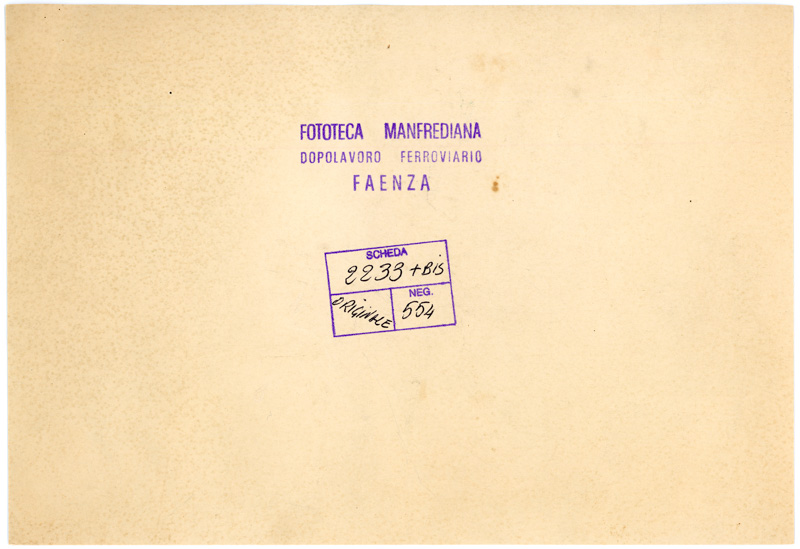 FOTOTECA MANFREDIANA
DOPOLAVORO FERROVIARIO
FAENZA
SCHEDA
2233 + BIS
ORIGINALE
NEG.
554